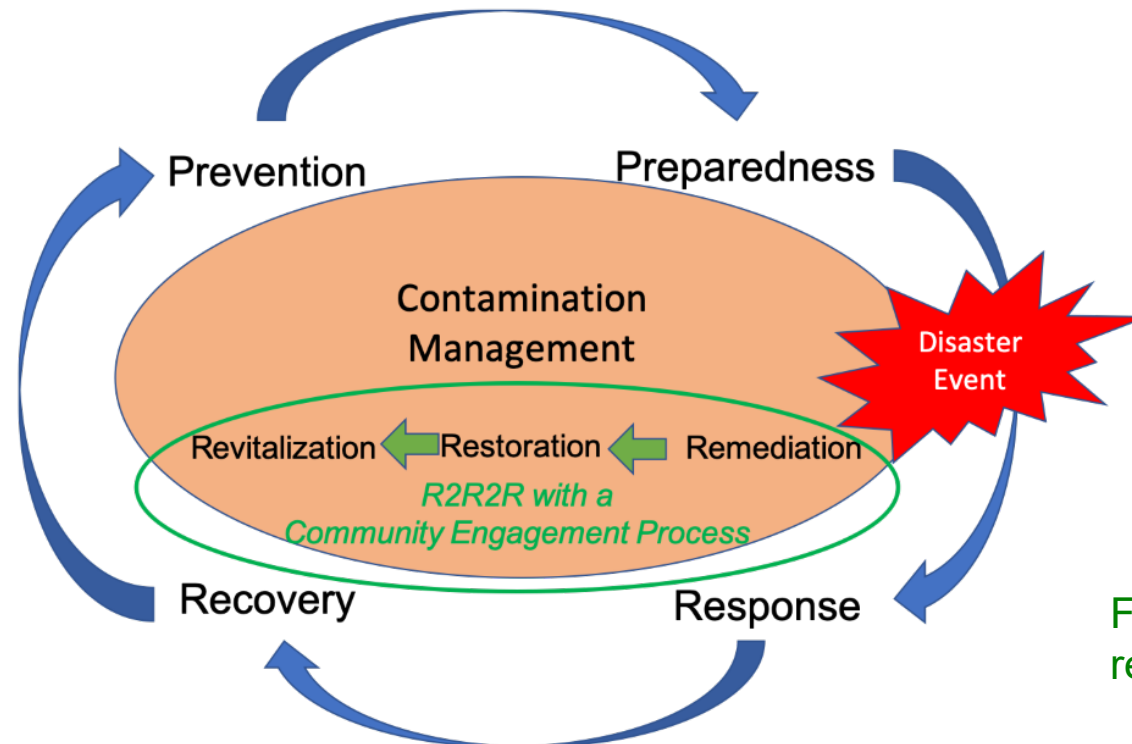 Prevention
Preparedness
Contamination
Management
Disaster
Event
Revitalization
Restoration
Remediation
R2R2R with a
Community Engagement Process
Recovery
Response